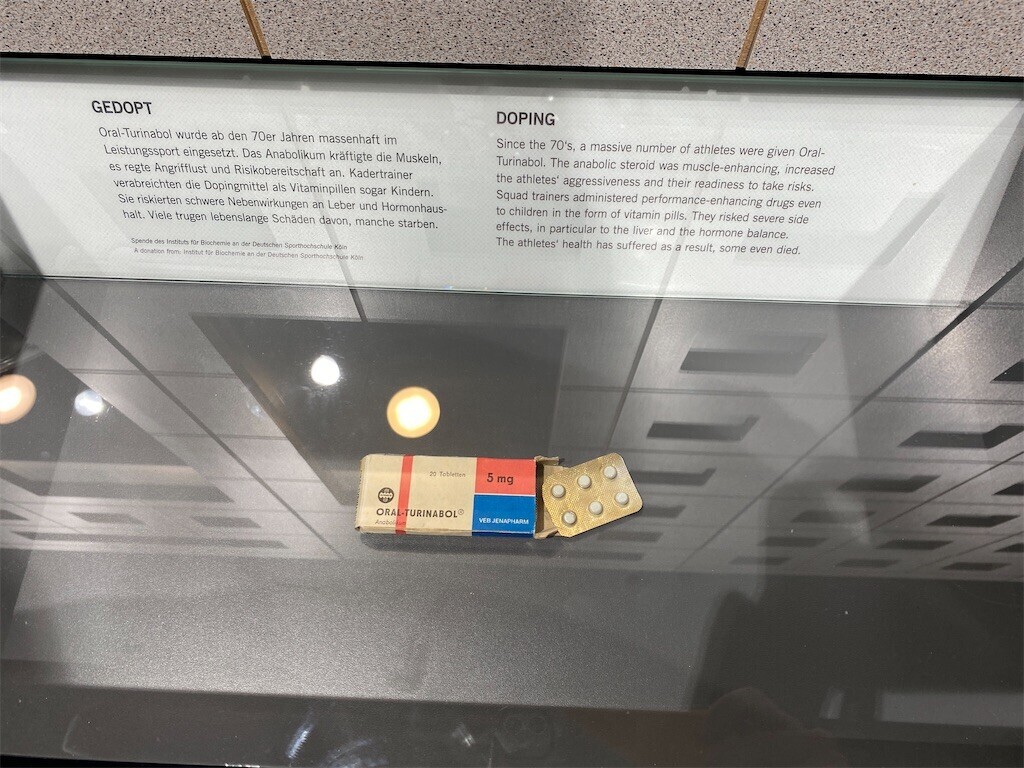 GEDOPT
Oral-Turinabol wurde ab den 70er Jahren massenhaft im
Leistungssport eingesetzt. Das Anabolikum kräftigte die Muskeln,
es regte Angrifflust und Risikobereitschaft an. Kadertrainer
verabreichten die Dopingmittel als Vitaminpillen sogar Kindern.
Sie riskierten schwere Nebenwirkungen an Leber und Hormonhaus-
halt. Viele trugen lebenslange Schäden davon, manche starben.
Spende des Instituts für Biochemie an der Deutschen Sporthochschule Köln
A donation from: Institut für Biochemie an der Deutschen Sporthochschule Köln
DOPING
Since the 70's, a massive number of athletes were given Oral-
Turinabol. The anabolic steroid was muscle-enhancing, increased
the athletes' aggressiveness and their readiness to take risks.
Squad trainers administered performance-enhancing drugs even
to children in the form of vitamin pills. They risked severe side
effects, in particular to the liver and the hormone balance.
The athletes' health has suffered as a result, some even died.
20 Tabletten
5 mg
ORAL-TURINABOL®
Anabolikum
VEB JENAPHARM